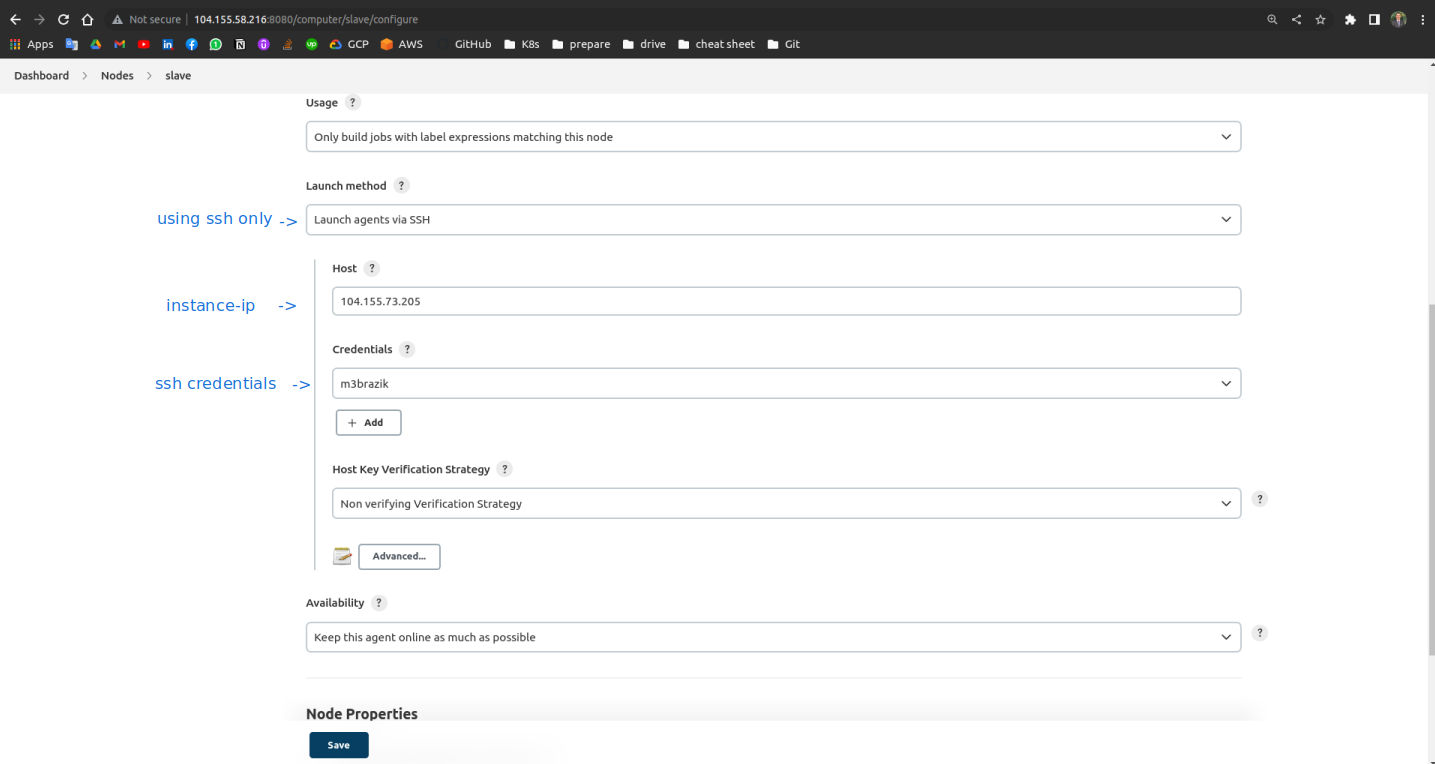 Not secure | 104.155.58.216:8080/computer/slave/configure
Apps GCP AWS GitHub K8s prepare drive cheat sheet Git
Dashboard > Nodes > slave
Usage ?
Only build jobs with label expressions matching this node
Launch method ?
using ssh only -> Launch agents via SSH
Host ?
instance-ip -> 104.155.73.205
Credentials ?
ssh credentials -> m3brazik
+ Add
Host Key Verification Strategy ?
Non verifying Verification Strategy ?
Advanced...
Availability ?
Keep this agent online as much as possible ?
Node Properties
Save